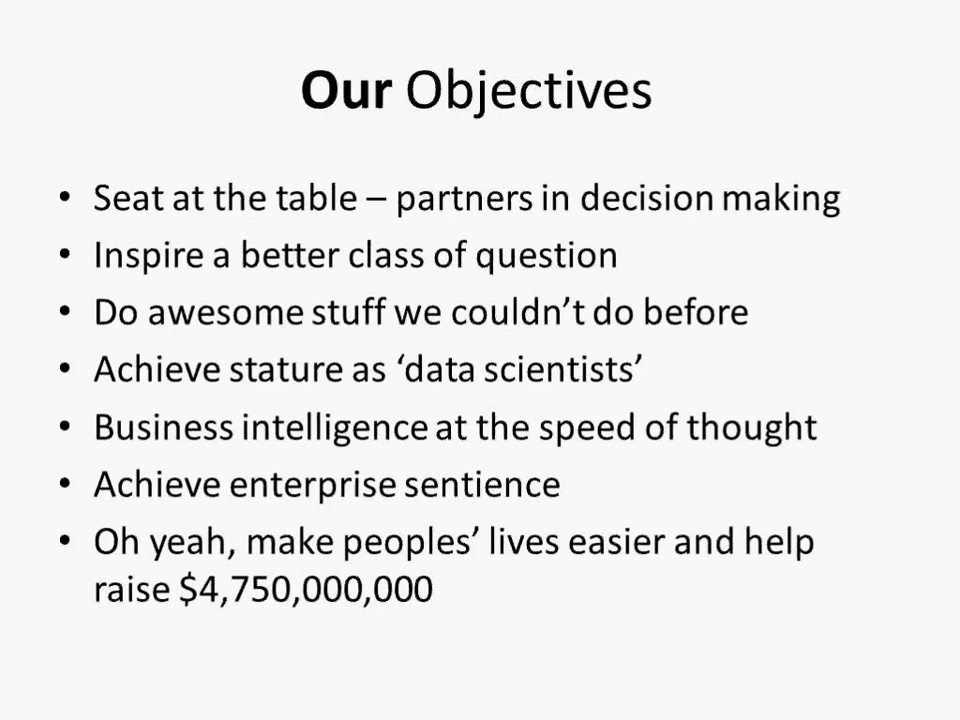 Our Objectives
• Seat at the table – partners in decision making
• Inspire a better class of question
• Do awesome stuff we couldn’t do before
• Achieve stature as ‘data scientists’
• Business intelligence at the speed of thought
• Achieve enterprise sentience
• Oh yeah, make peoples’ lives easier and help
raise $4,750,000,000